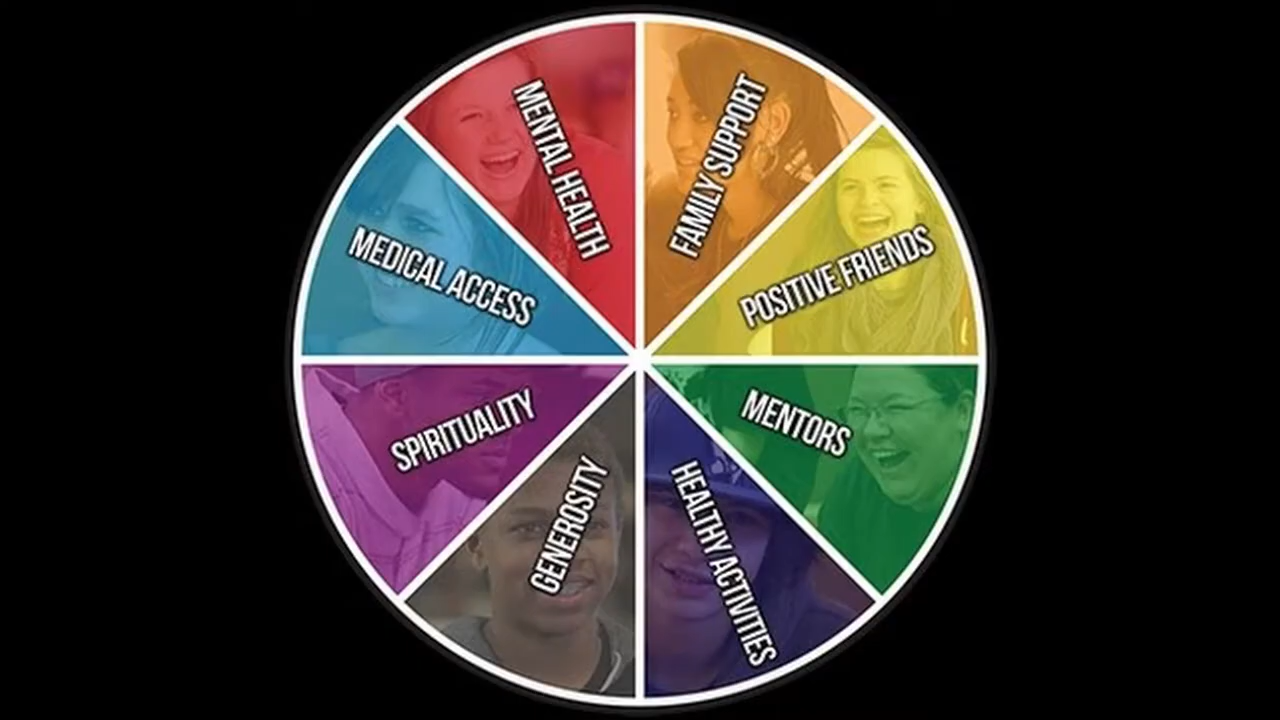 MENTAL HEALTH
FAMILY SUPPORT
POSITIVE FRIENDS
MENTORS
HEALTHY ACTIVITIES
GENEROSITY
SPIRITUALITY
MEDICAL ACCESS